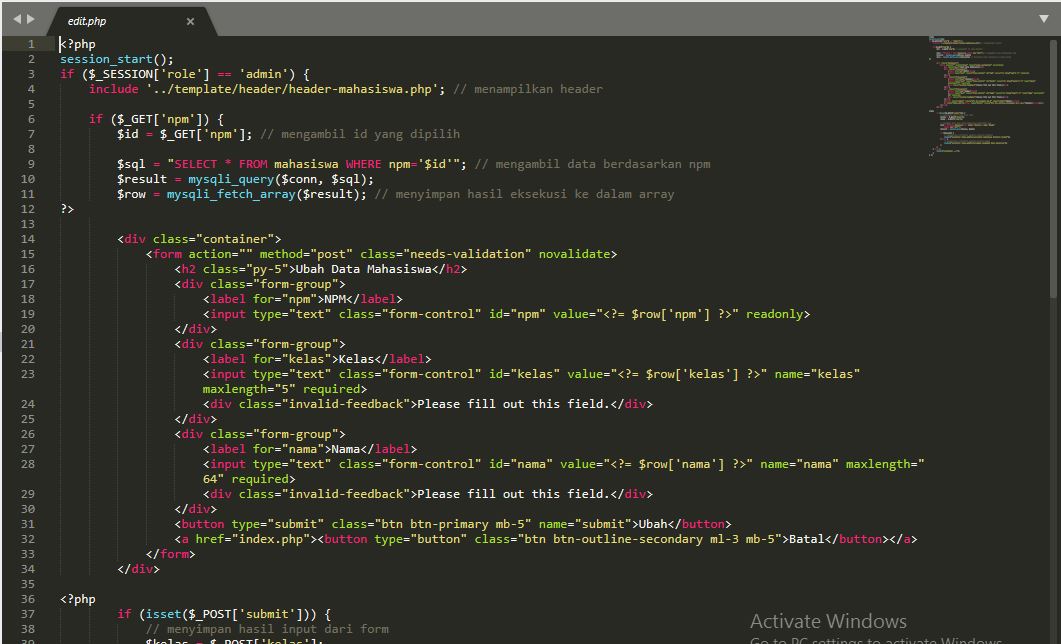 edit.php ×
1 <?php
2 session_start();
3 if ($_SESSION['role'] == 'admin') {
4 include '../template/header/header-mahasiswa.php'; // menampilkan header
5
6 if ($_GET['npm']) {
7 $id = $_GET['npm']; // mengambil id yang dipilih
8
9 $sql = "SELECT * FROM mahasiswa WHERE npm='$id'"; // mengambil data berdasarkan npm
10 $result = mysqli_query($conn, $sql);
11 $row = mysqli_fetch_array($result); // menyimpan hasil eksekusi ke dalam array
12 ?>
13
14 <div class="container">
15 <form action="" method="post" class="needs-validation" novalidate>
16 <h2 class="py-5">Ubah Data Mahasiswa</h2>
17 <div class="form-group">
18 <label for="npm">NPM</label>
19 <input type="text" class="form-control" id="npm" value="<?= $row['npm'] ?>" readonly>
20 </div>
21 <div class="form-group">
22 <label for="kelas">Kelas</label>
23 <input type="text" class="form-control" id="kelas" value="<?= $row['kelas'] ?>" name="kelas"
maxlength="5" required>
24 <div class="invalid-feedback">Please fill out this field.</div>
25 </div>
26 <div class="form-group">
27 <label for="nama">Nama</label>
28 <input type="text" class="form-control" id="nama" value="<?= $row['nama'] ?>" name="nama" maxlength="
64" required>
29 <div class="invalid-feedback">Please fill out this field.</div>
30 </div>
31 <button type="submit" class="btn btn-primary mb-5" name="submit">Ubah</button>
32 <a href="index.php"><button type="button" class="btn btn-outline-secondary ml-3 mb-5">Batal</button></a>
33 </form>
34 </div>
35
36 <?php
37 if (isset($_POST['submit'])) {
38 // menyimpan hasil input dari form
39 $kelas = $_POST['kelas'];
Activate Windows
Go to PC settings to activate Windows.